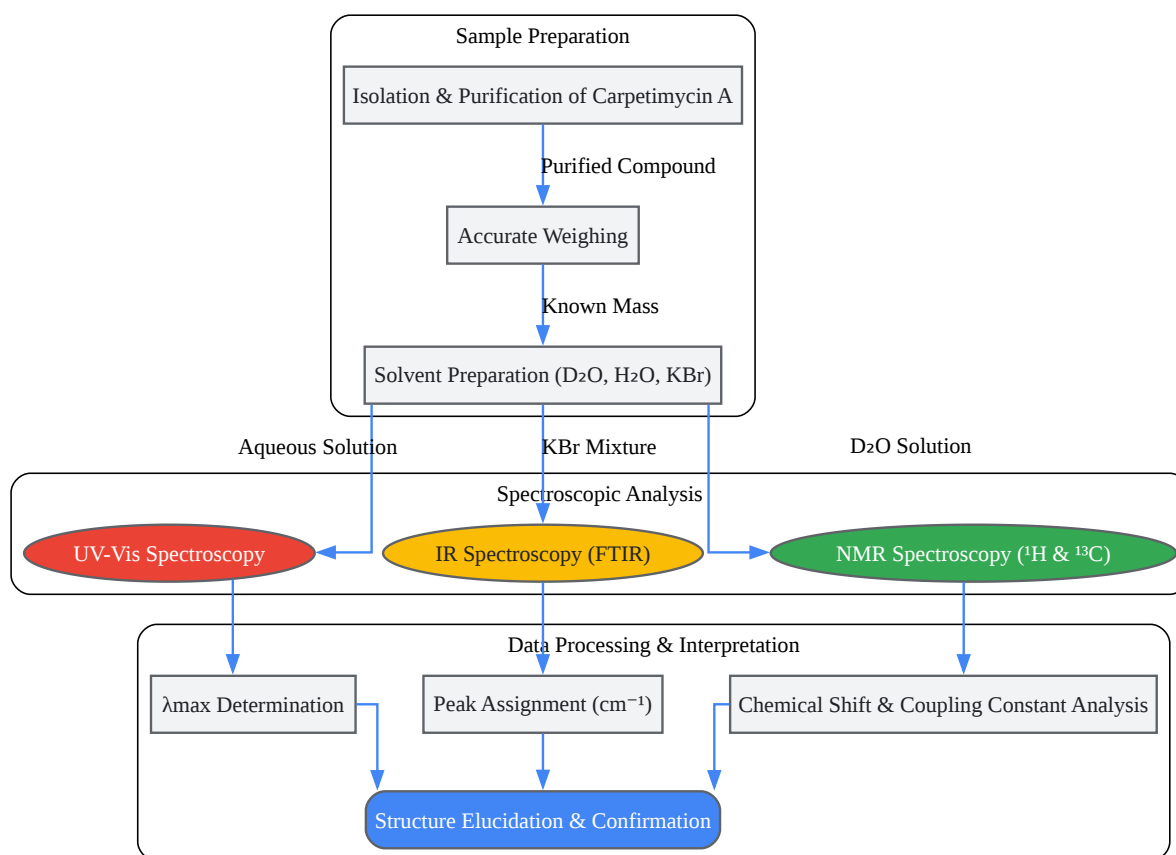 Sample Preparation
Isolation & Purification of Carpetimycin A
Purified Compound
Accurate Weighing
Known Mass
Solvent Preparation (D₂O, H₂O, KBr)
Aqueous Solution
KBr Mixture
D₂O Solution
Spectroscopic Analysis
UV-Vis Spectroscopy
IR Spectroscopy (FTIR)
NMR Spectroscopy (¹H & ¹³C)
Data Processing & Interpretation
λmax Determination
Peak Assignment (cm⁻¹)
Chemical Shift & Coupling Constant Analysis
Structure Elucidation & Confirmation